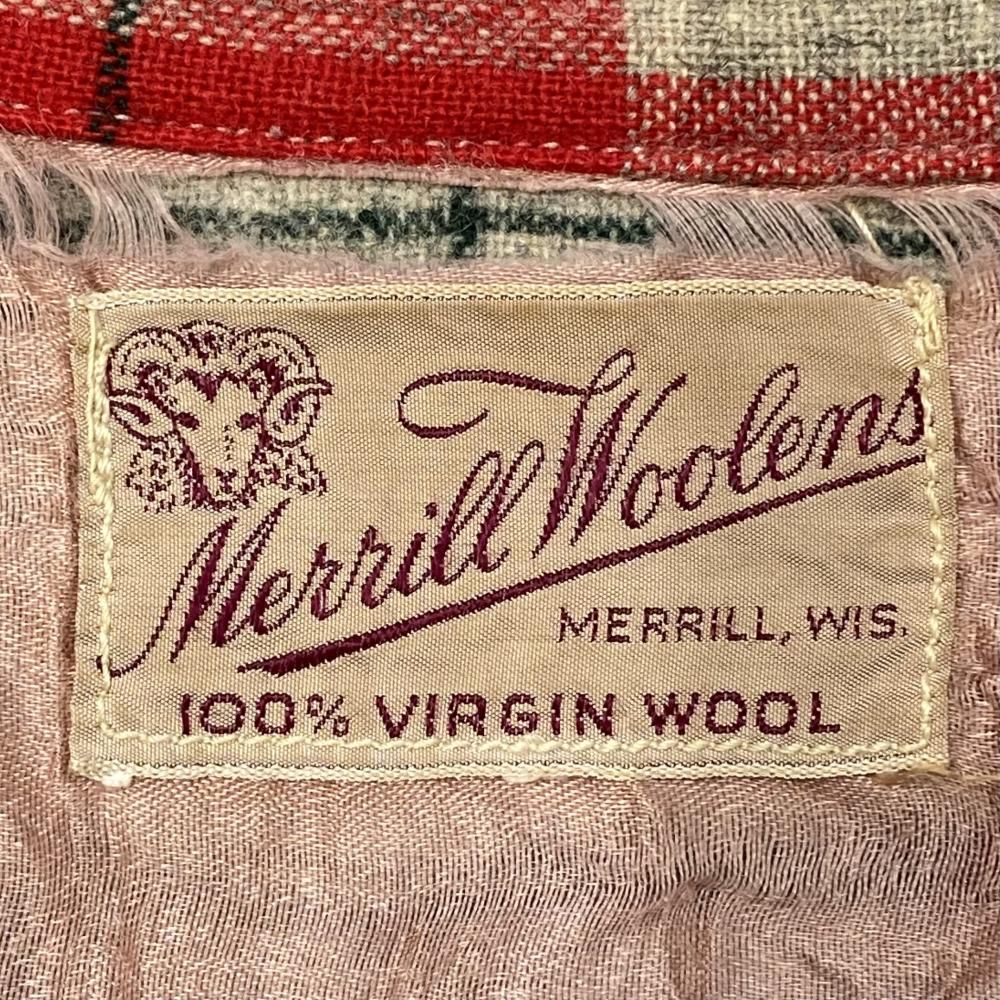 Merrill Woolens
MERRILL, WIS.
100% VIRGIN WOOL